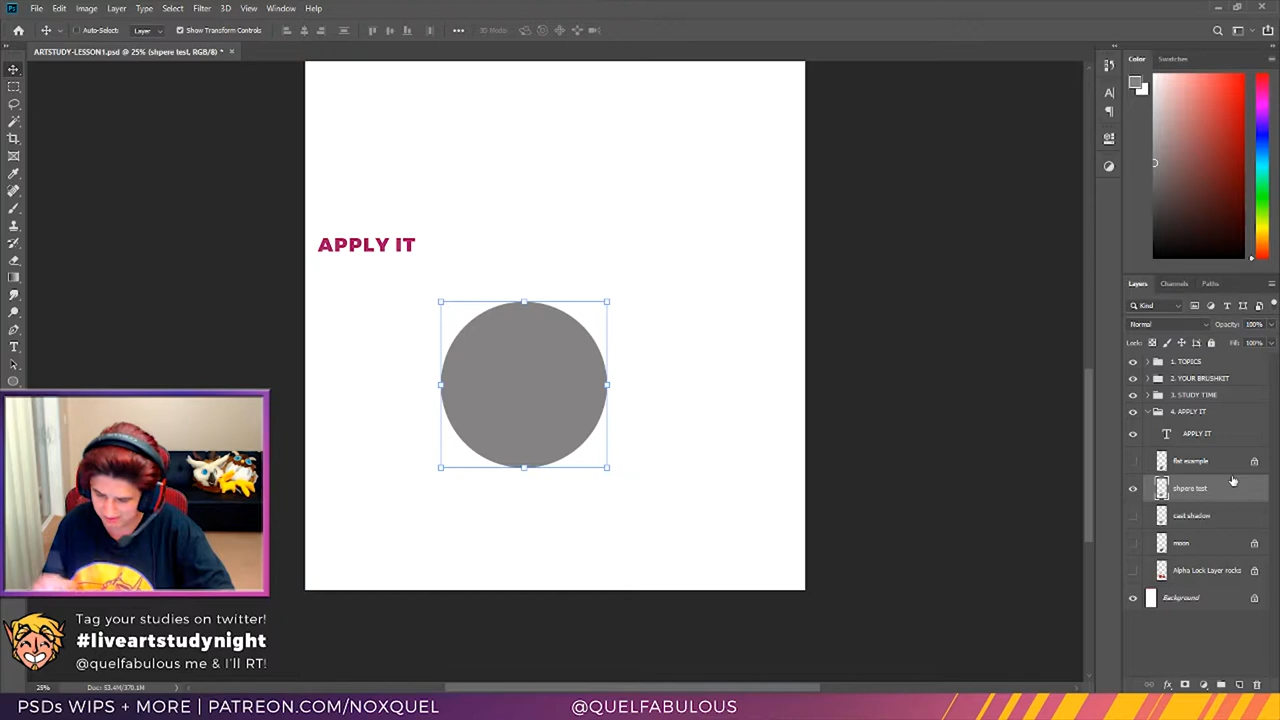 Ps File Edit Image Layer Type Select Filter 3D View Window Help
Auto-Select: Layer Show Transform Controls 3D Mode:
ARTSTUDY-LESSON1.psd @ 25% (shpere test, RGB/8) *
Color Swatches
APPLY IT
Layers Channels Paths
Kind
Normal Opacity: 100%
Lock: Fill: 100%
1. TOPICS
2. YOUR BRUSHKIT
3. STUDY TIME
4. APPLY IT
T APPLY IT
flat example
shpere test
cast shadow
moon
Alpha Lock Layer rocks
Background
Tag your studies on twitter!
#liveartstudynight
@quelfabulous me & I'll RT!
25% Doc: 53.4M/370.1M
PSDs WIPS + MORE | PATREON.COM/NOXQUEL @QUELFABULOUS